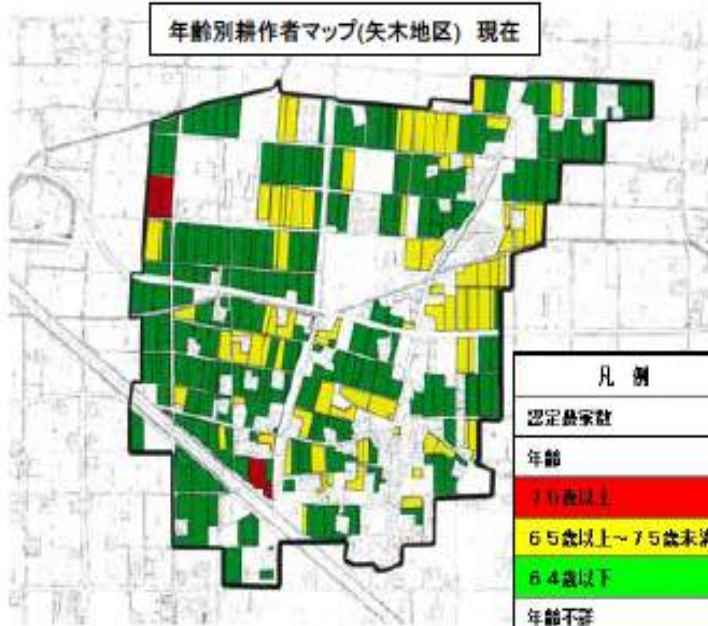 年齢別耕作者マップ(矢木地区) 現在
凡 例
認定農家数
年齢
75歳以上
65歳以上～75歳未満
64歳以下
年齢不詳